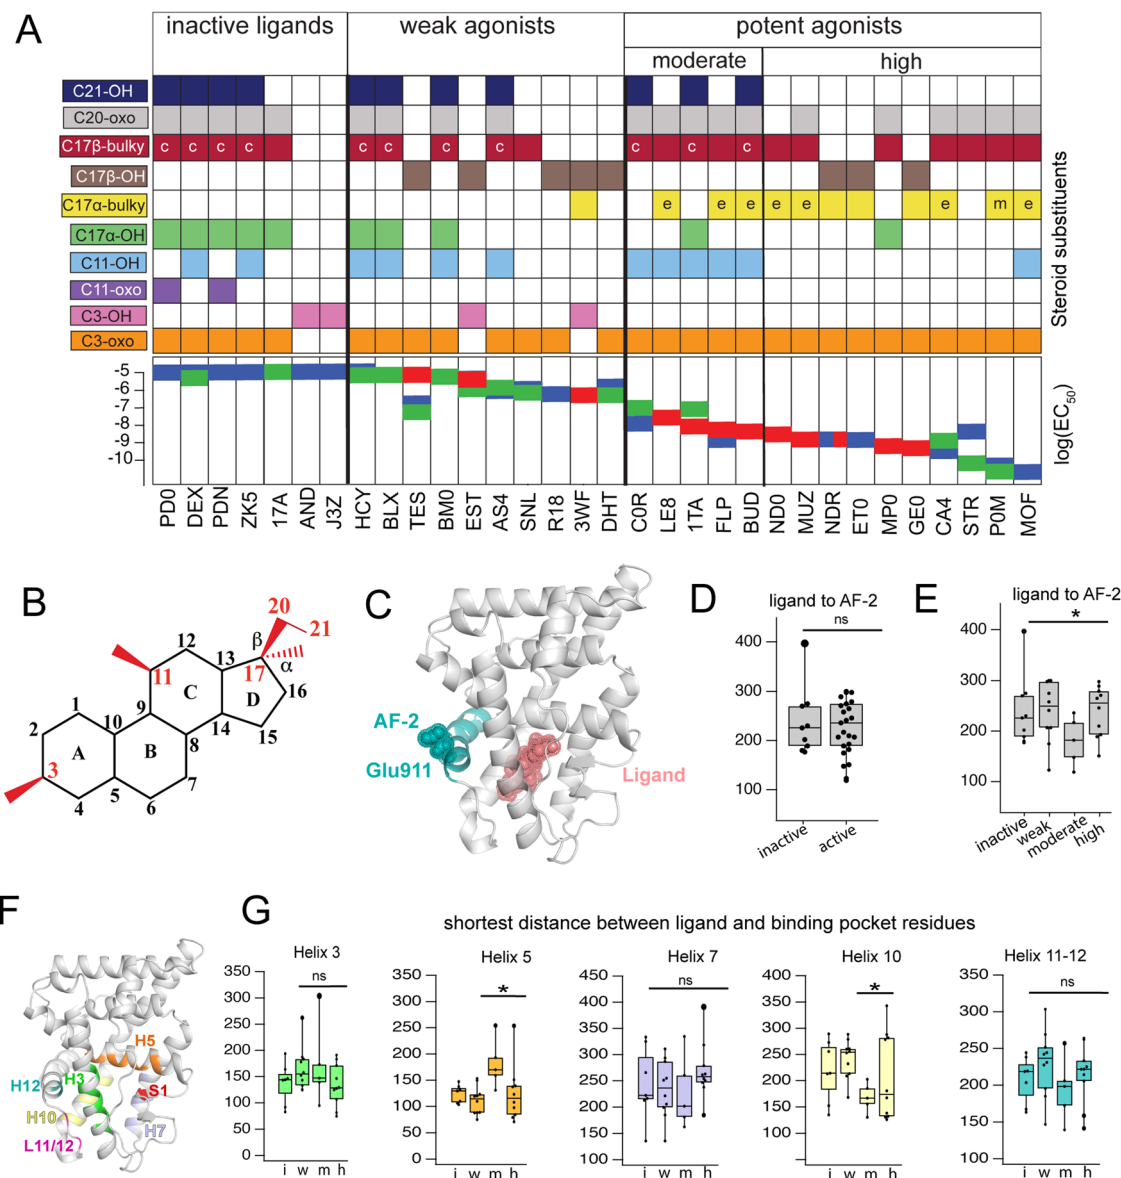 A
inactive ligands
weak agonists
potent agonists
moderate
high
C21-OH
C20-oxo
C17β-bulky
c c c c c c c c c c c
C17β-OH
C17α-bulky
e e e e e e m e
C17α-OH
C11-OH
C11-oxo
C3-OH
C3-oxo
Steroid substituents
-5
-6
-7
-8
-9
-10
log(EC50)
PD0 DEX PDN ZK5 17A AND J3Z HCY BLX TES BM0 EST AS4 SNL R18 3WF DHT C0R LE8 1TA FLP BUD ND0 MUZ NDR ET0 MP0 GE0 CA4 STR P0M MOF
B
20
21
12
β
11
13
17
α
C
D
16
1
9
2
10
14
15
A
B
8
3
7
4
5
6
C
AF-2
Glu911
Ligand
D
ligand to AF-2
ns
400
300
200
100
inactive
active
E
ligand to AF-2
*
400
300
200
100
inactive
weak
moderate
high
F
H5
H3
H12
S1
H10
H7
L11/12
G
shortest distance between ligand and binding pocket residues
Helix 3
ns
350
300
250
200
150
100
50
0
i w m h
Helix 5
*
350
300
250
200
150
100
50
0
i w m h
Helix 7
ns
450
400
350
300
250
200
150
100
i w m h
Helix 10
*
400
350
300
250
200
150
100
50
i w m h
Helix 11-12
ns
350
300
250
200
150
100
i w m h